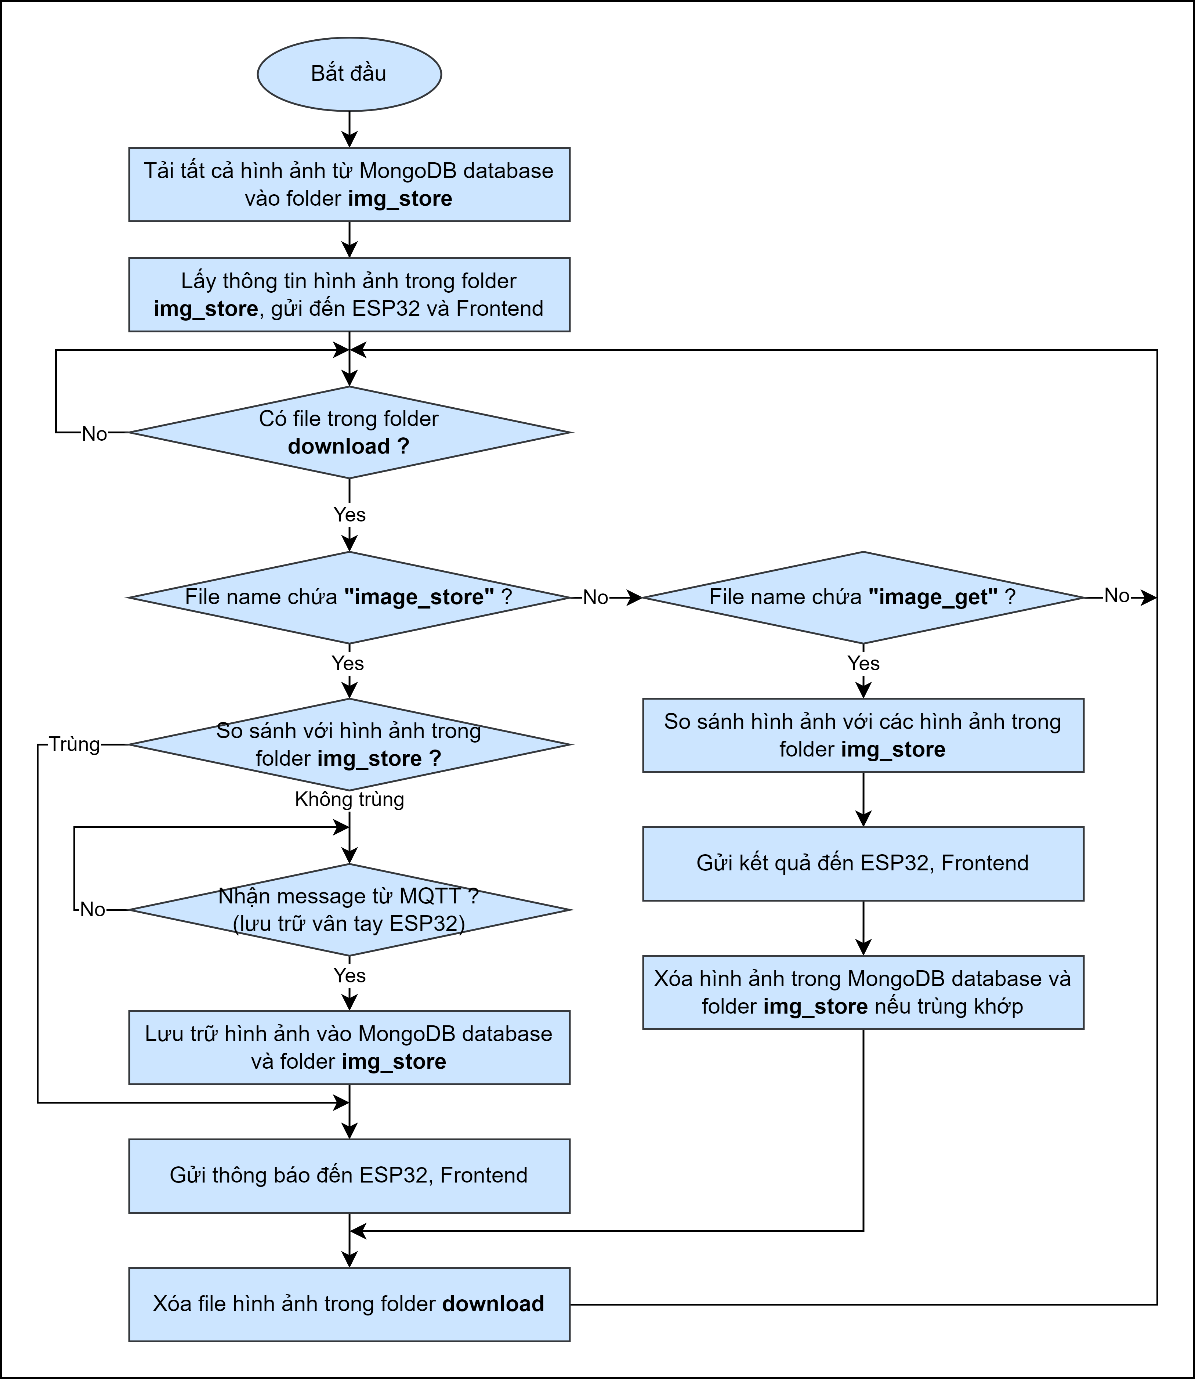 Bắt đầu
Tải tất cả hình ảnh từ MongoDB database
vào folder img_store
Lấy thông tin hình ảnh trong folder
img_store, gửi đến ESP32 và Frontend
Có file trong folder
download ?
No
Yes
File name chứa "image_store" ?
No
File name chứa "image_get" ?
No
Yes
Yes
So sánh với hình ảnh trong
folder img_store ?
Trùng
Không trùng
So sánh hình ảnh với các hình ảnh trong
folder img_store
Nhận message từ MQTT ?
(lưu trữ vân tay ESP32)
No
Yes
Gửi kết quả đến ESP32, Frontend
Xóa hình ảnh trong MongoDB database và
folder img_store nếu trùng khớp
Lưu trữ hình ảnh vào MongoDB database
và folder img_store
Gửi thông báo đến ESP32, Frontend
Xóa file hình ảnh trong folder download